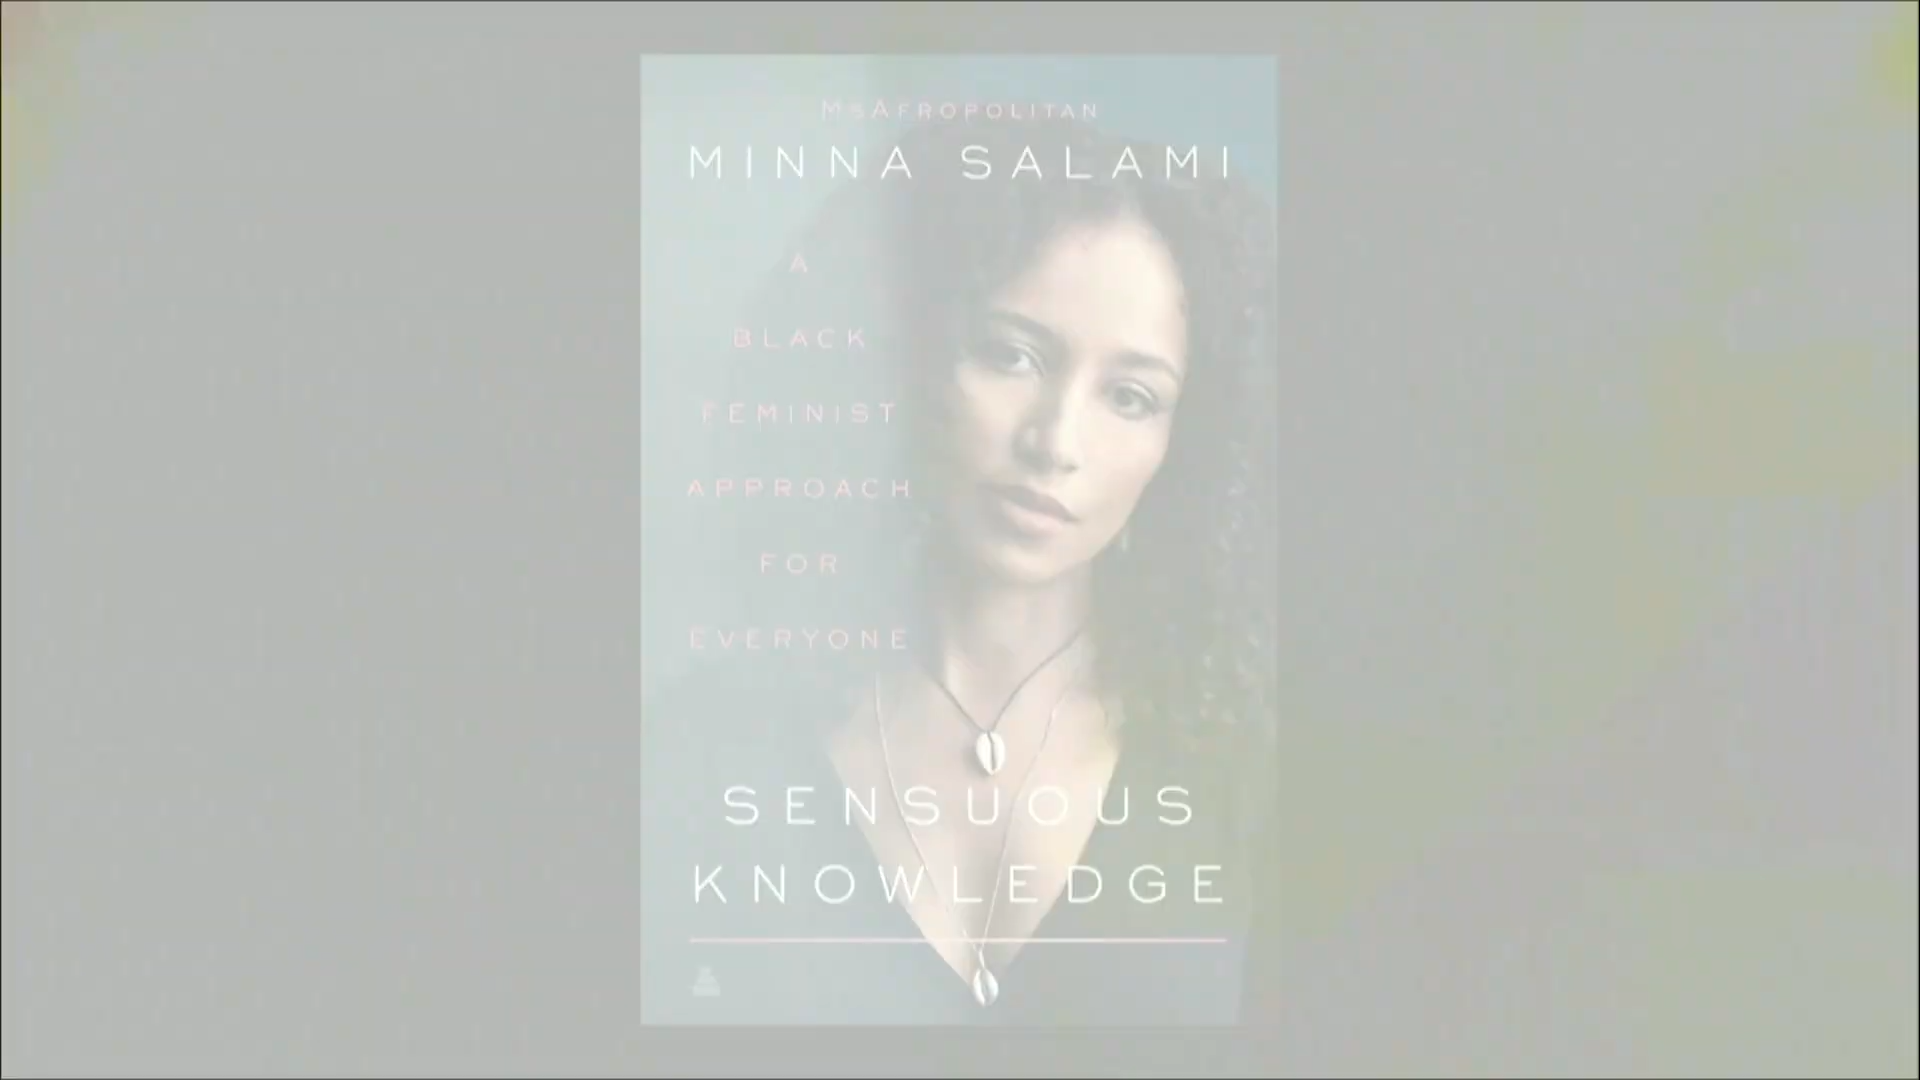 MSAFROPOLITAN
MINNA SALAMI
A
BLACK
FEMINIST
APPROACH
FOR
EVERYONE
SENSUOUS
KNOWLEDGE